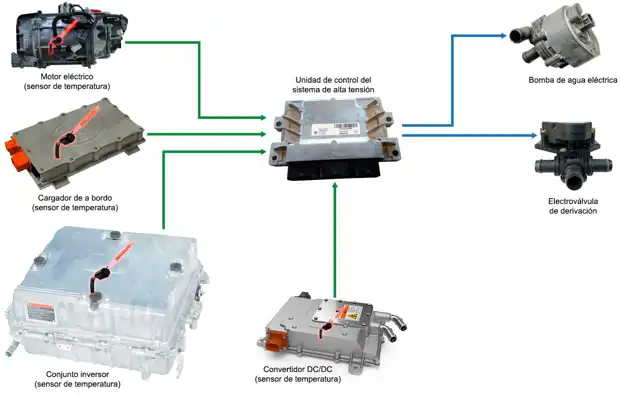 Motor eléctrico
(sensor de temperatura)
Unidad de control del
sistema de alta tensión
Bomba de agua eléctrica
Cargador de a bordo
(sensor de temperatura)
Electroválvula
de derivación
Conjunto inversor
(sensor de temperatura)
Convertidor DC/DC
(sensor de temperatura)